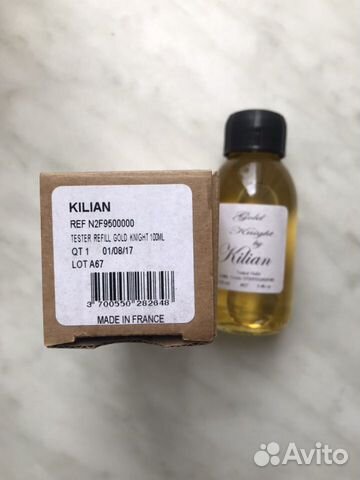 KILIAN
REF N2F9500000
TESTER REFILL GOLD KNIGHT 100ML
QT 1 01/08/17
LOT A67
3 700550 282648
MADE IN FRANCE
Gold
Knight
by
Kilian
Avito